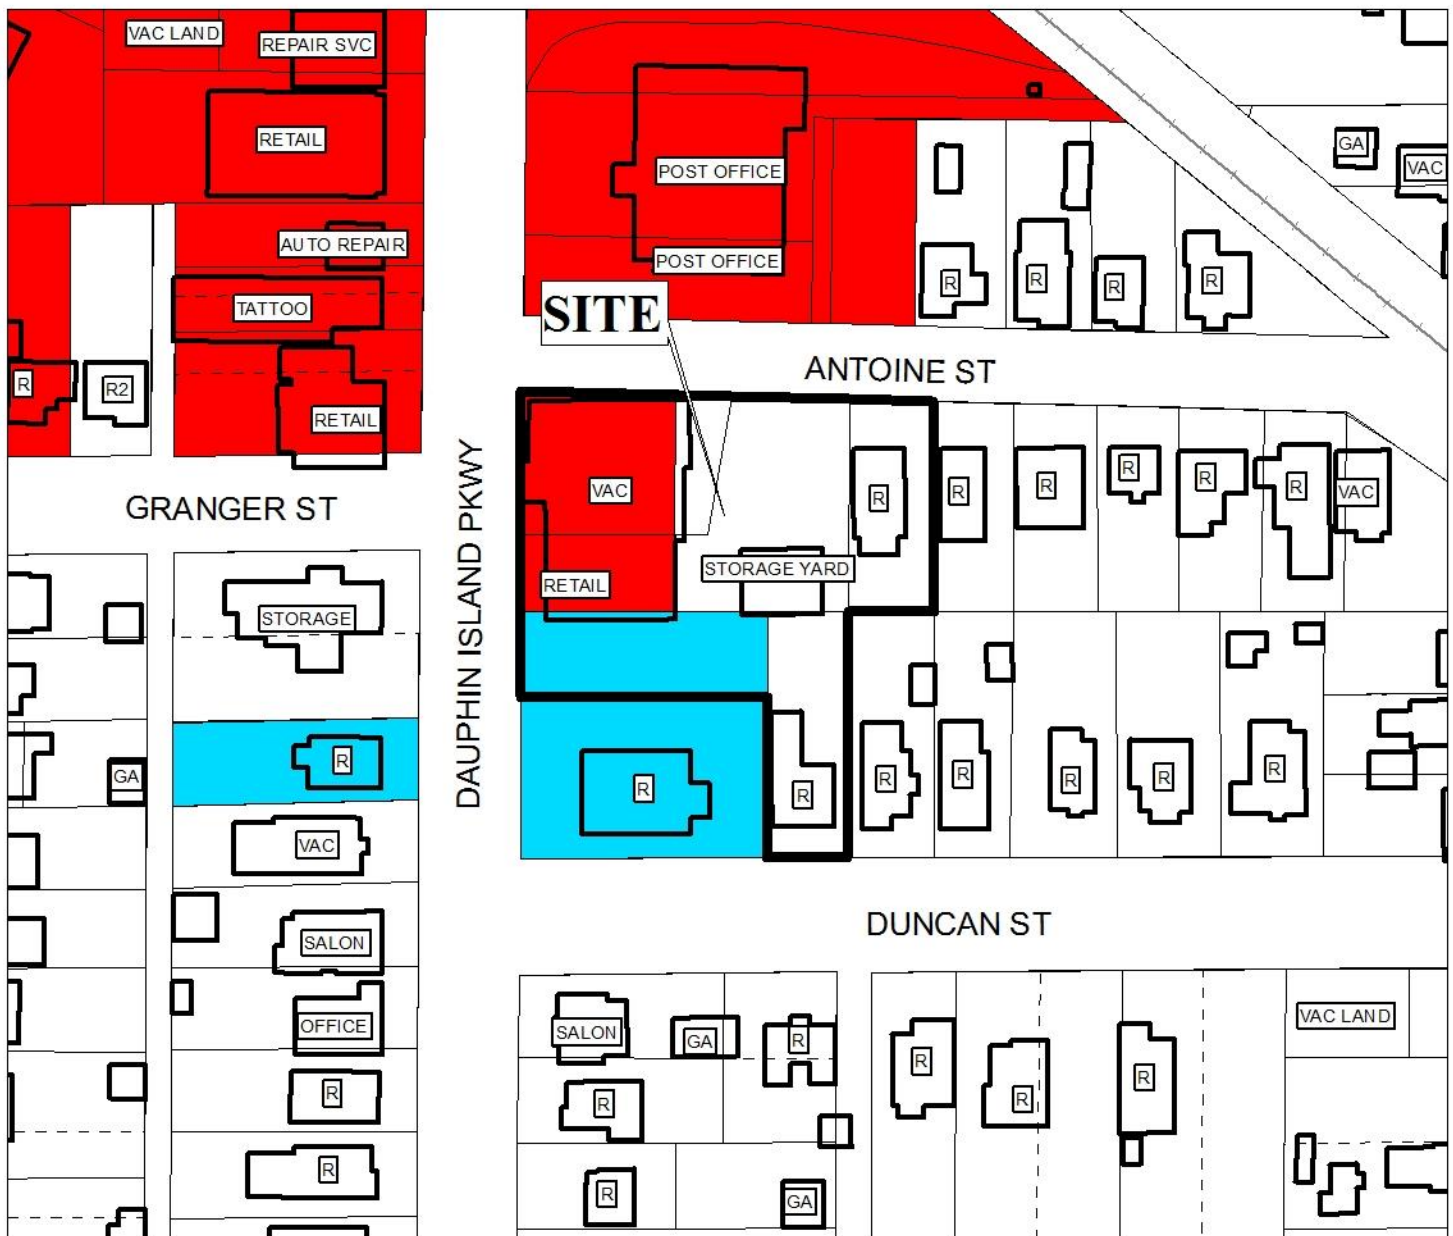 VAC LAND
REPAIR SVC
RETAIL
POST OFFICE
GA
VAC
AUTO REPAIR
POST OFFICE
TATTOO
SITE
R
R
R
R
R
R2
RETAIL
ANTOINE ST
GRANGER ST
DAUPHIN ISLAND PKWY
VAC
R
R
R
R
R
R
VAC
STORAGE YARD
RETAIL
STORAGE
R
GA
R
R
R
R
R
R
R
VAC
SALON
DUNCAN ST
OFFICE
SALON
GA
R
VAC LAND
R
R
R
R
R
R
R
GA